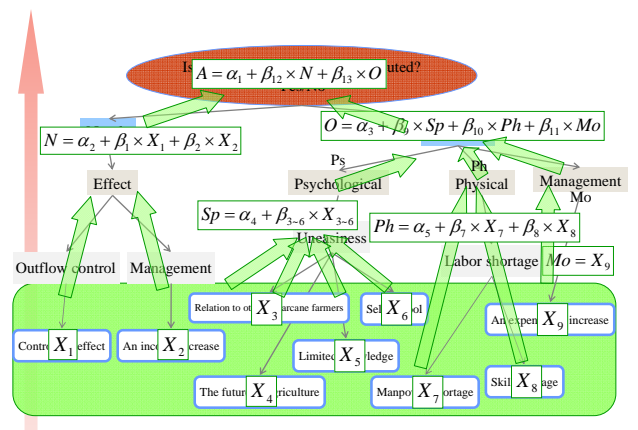 Is uted?
A = α₁ + β₁₂ × N + β₁₃ × O
Yes/No
N = α₂ + β₁ × X₁ + β₂ × X₂
O = α₃ + β₉ × Sp + β₁₀ × Ph + β₁₁ × Mo
Ps
Ph
Effect
Psychological
Physical
Management
Mo
Sp = α₄ + β₃~₆ × X₃~₆
Ph = α₅ + β₇ × X₇ + β₈ × X₈
Uneasiness
Outflow control
Management
Labor shortage
Mo = X₉
Relation to ot X₃ arcane farmers
Sel X₆ ol
An expen X₉ increase
Contr X₁ effect
An inc X₂ crease
Limite X₅ ledge
The futur X₄ riculture
Manpo X₇ ortage
Skil X₈ age